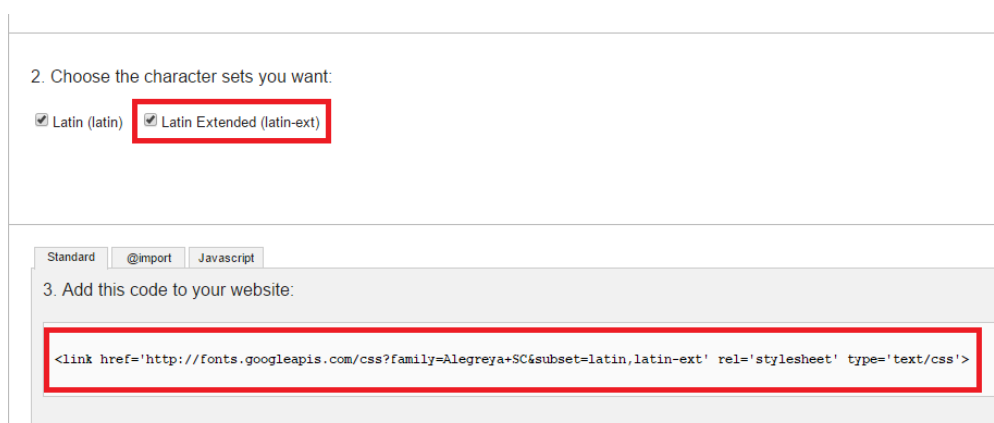 2. Choose the character sets you want:
Latin (latin) Latin Extended (latin-ext)
Standard @import Javascript
3. Add this code to your website:
<link href='http://fonts.googleapis.com/css?family=Alegreya+SC&subset=latin,latin-ext' rel='stylesheet' type='text/css'>